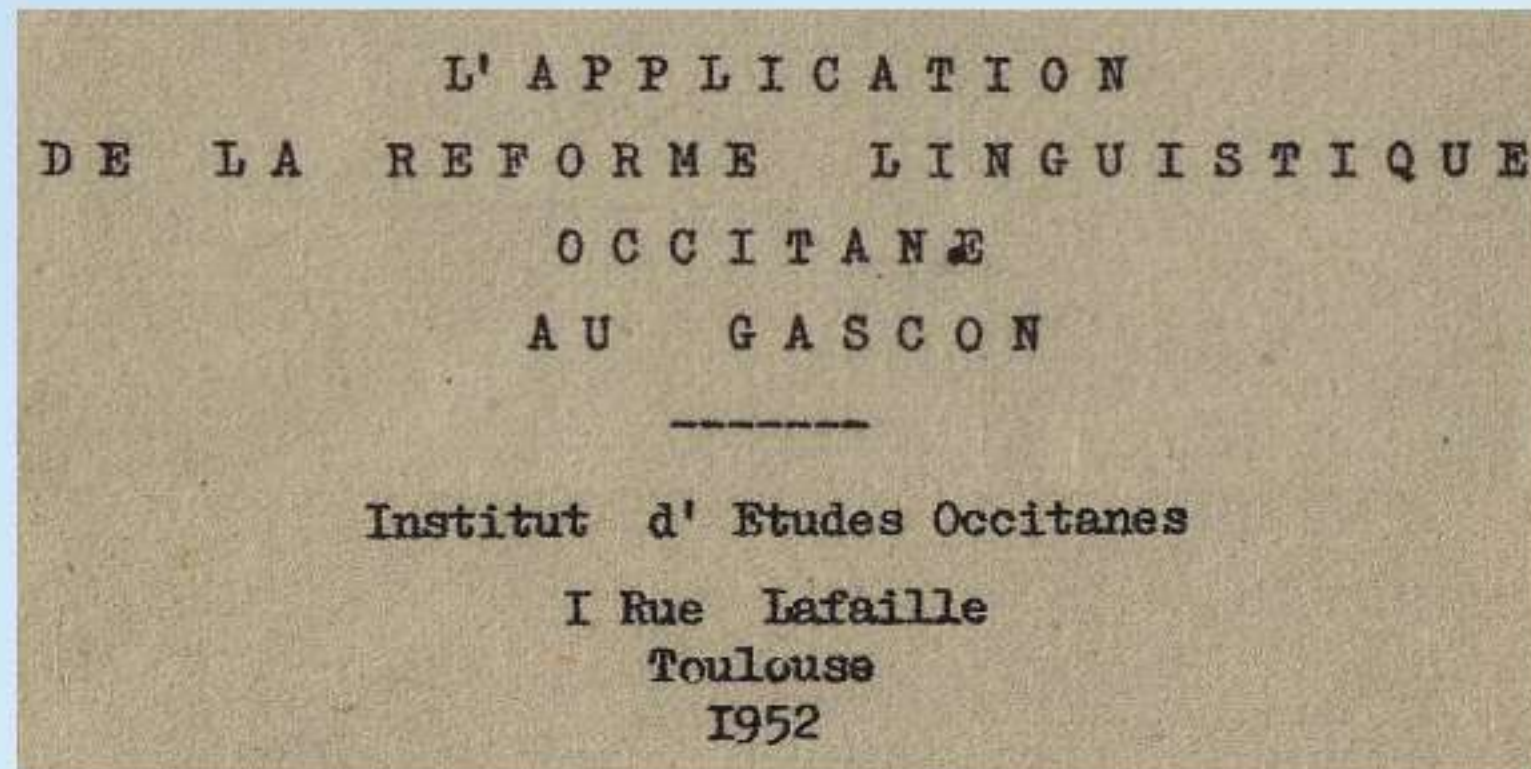 L'APPLICATION
DE LA REFORME LINGUISTIQUE
OCCITANE
AU GASCON
-------
Institut d' Etudes Occitanes
I Rue Lafaille
Toulouse
I952